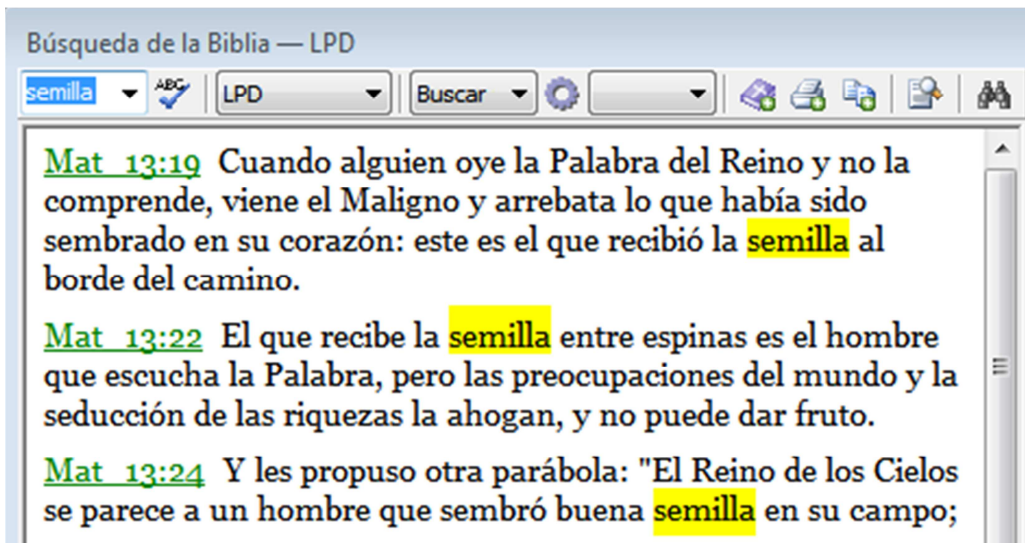 Búsqueda de la Biblia — LPD
semilla ABC LPD Buscar
Mat 13:19 Cuando alguien oye la Palabra del Reino y no la
comprende, viene el Maligno y arrebata lo que había sido
sembrado en su corazón: este es el que recibió la semilla al
borde del camino.
Mat 13:22 El que recibe la semilla entre espinas es el hombre
que escucha la Palabra, pero las preocupaciones del mundo y la
seducción de las riquezas la ahogan, y no puede dar fruto.
Mat 13:24 Y les propuso otra parábola: "El Reino de los Cielos
se parece a un hombre que sembró buena semilla en su campo;